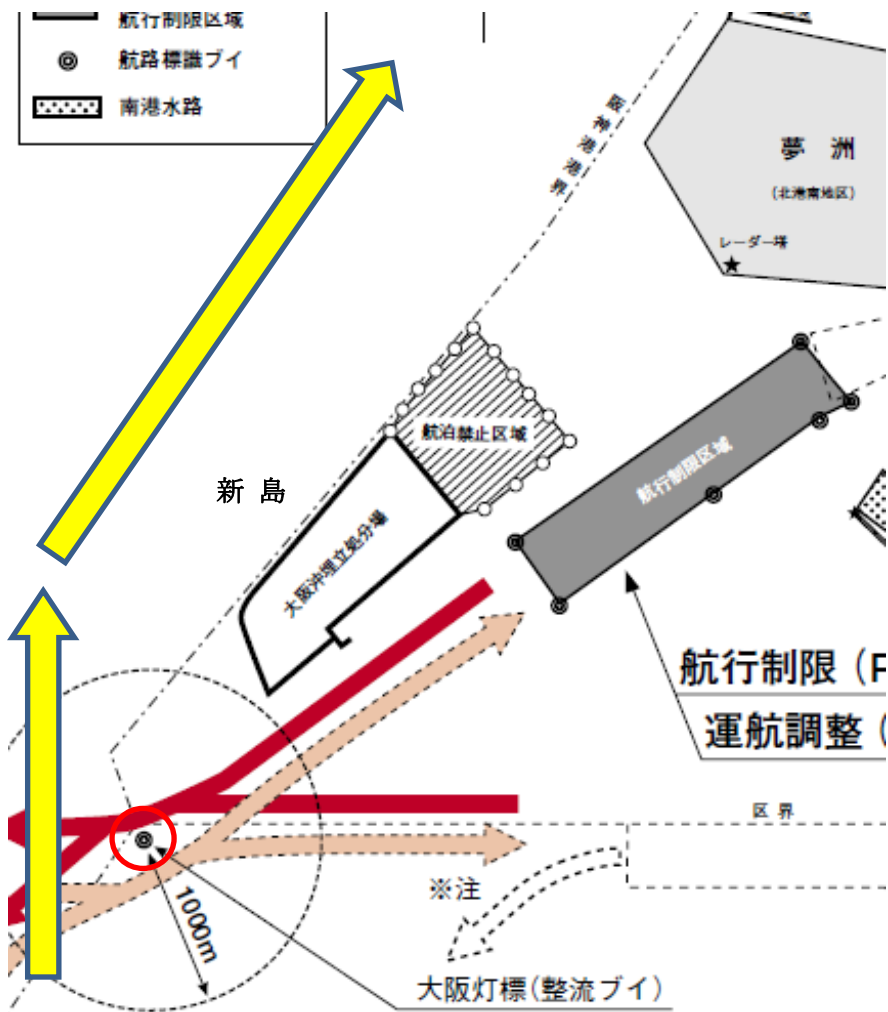 航行制限区域
航路標識ブイ
南港水路
阪神港港界
夢洲
(北港南地区)
レーダー塔
航泊禁止区域
航行制限区域
新島
大阪沖埋立処分場
航行制限(P
運航調整(
区界
※注
1000m
大阪灯標(整流ブイ)